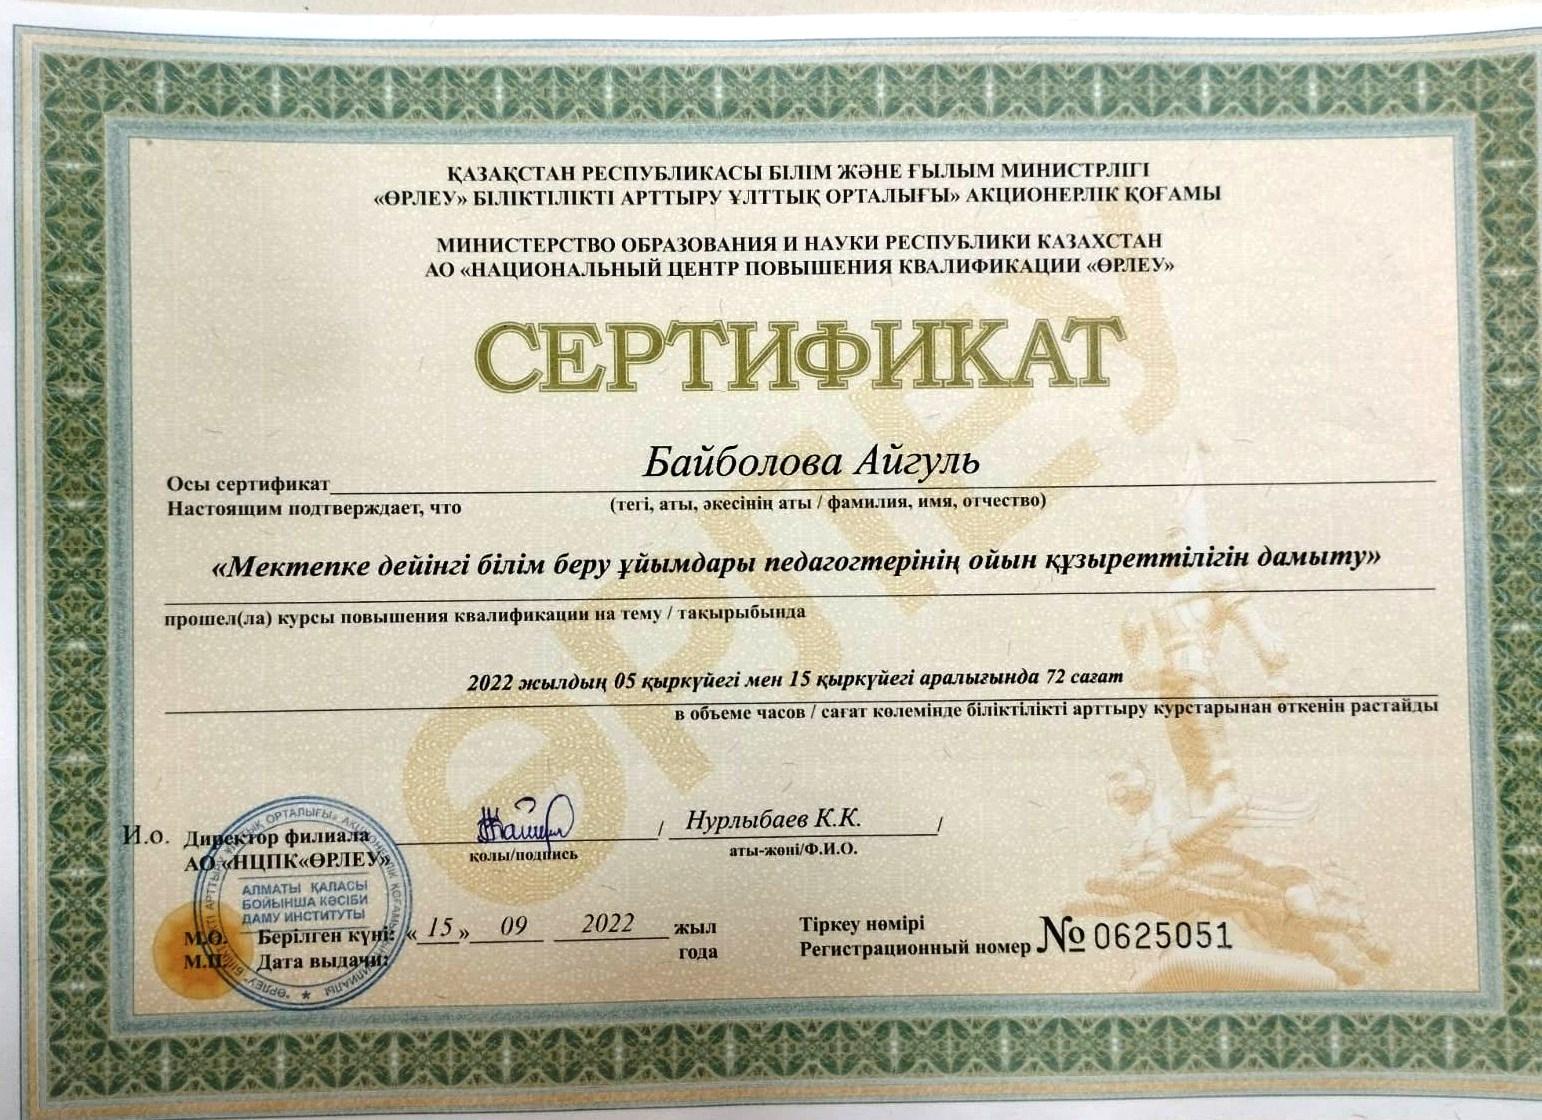 ҚАЗАҚСТАН РЕСПУБЛИКАСЫ БІЛІМ ЖӘНЕ ҒЫЛЫМ МИНИСТРЛІГІ
«ӨРЛЕУ» БІЛІКТІЛІКТІ АРТТЫРУ ҰЛТТЫҚ ОРТАЛЫҒЫ» АКЦИОНЕРЛІК ҚОҒАМЫ
МИНИСТЕРСТВО ОБРАЗОВАНИЯ И НАУКИ РЕСПУБЛИКИ КАЗАХСТАН
АО «НАЦИОНАЛЬНЫЙ ЦЕНТР ПОВЫШЕНИЯ КВАЛИФИКАЦИИ «ӨРЛЕУ»
СЕРТИФИКАТ
өрлеу
Байболова Айгуль
Осы сертификат
Настоящим подтверждает, что
(тегі, аты, әкесінің аты / фамилия, имя, отчество)
«Мектепке дейінгі білім беру ұйымдары педагогтерінің ойын құзыреттілігін дамыту»
прошел(ла) курсы повышения квалификации на тему / тақырыбында
2022 жылдың 05 қыркүйегі мен 15 қыркүйегі аралығында 72 сағат
в объеме часов / сағат көлемінде біліктілікті арттыру курстарынан өткенін растайды
И.о. Директор филиала / Нурлыбаев К.К. /
АО «НЦПК«ӨРЛЕУ» қолы/подпись аты-жөні/Ф.И.О.
АЛМАТЫ ҚАЛАСЫ
БОЙЫНША КӘСІБИ
ДАМУ ИНСТИТУТЫ
М.О. Берілген күні: « 15 » 09 2022 жыл
М.П. Дата выдачи: года
Тіркеу нөмірі
Регистрационный номер № 0625051